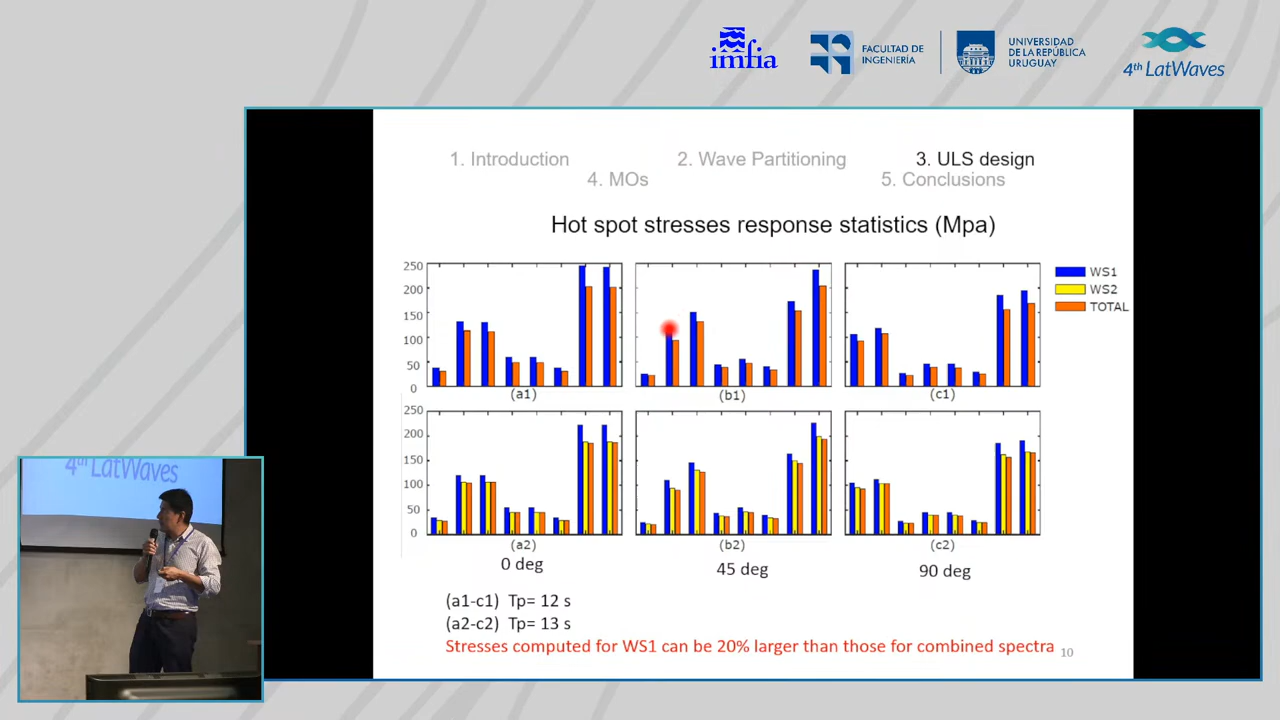 imfia
FACULTAD DE
INGENIERÍA
UNIVERSIDAD
DE LA REPÚBLICA
URUGUAY
4th LatWaves
1. Introduction
2. Wave Partitioning
3. ULS design
4. MOs
5. Conclusions
Hot spot stresses response statistics (Mpa)
250
200
150
100
50
0
WS1
WS2
TOTAL
(a1)
(b1)
(c1)
250
200
150
100
50
0
(a2)
(b2)
(c2)
0 deg
45 deg
90 deg
(a1-c1) Tp= 12 s
(a2-c2) Tp= 13 s
Stresses computed for WS1 can be 20% larger than those for combined spectra
10
4th LatWaves